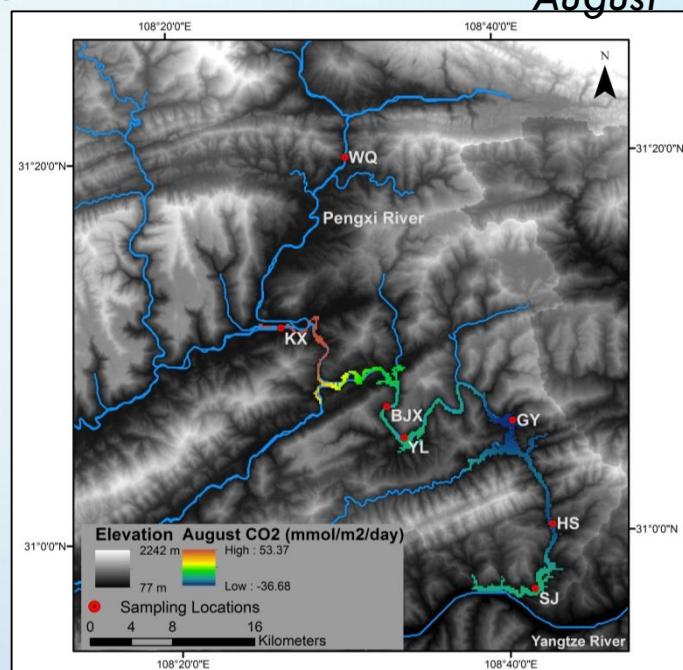 August
108°20'0"E
108°40'0"E
N
31°20'0"N
31°20'0"N
WQ
Pengxi River
KX
BJX
GY
YL
HS
31°0'0"N
31°0'0"N
Elevation
2242 m
77 m
August CO2 (mmol/m2/day)
High : 53.37
Low : -36.68
Sampling Locations
0 4 8 16
Kilometers
SJ
Yangtze River
108°20'0"E
108°40'0"E